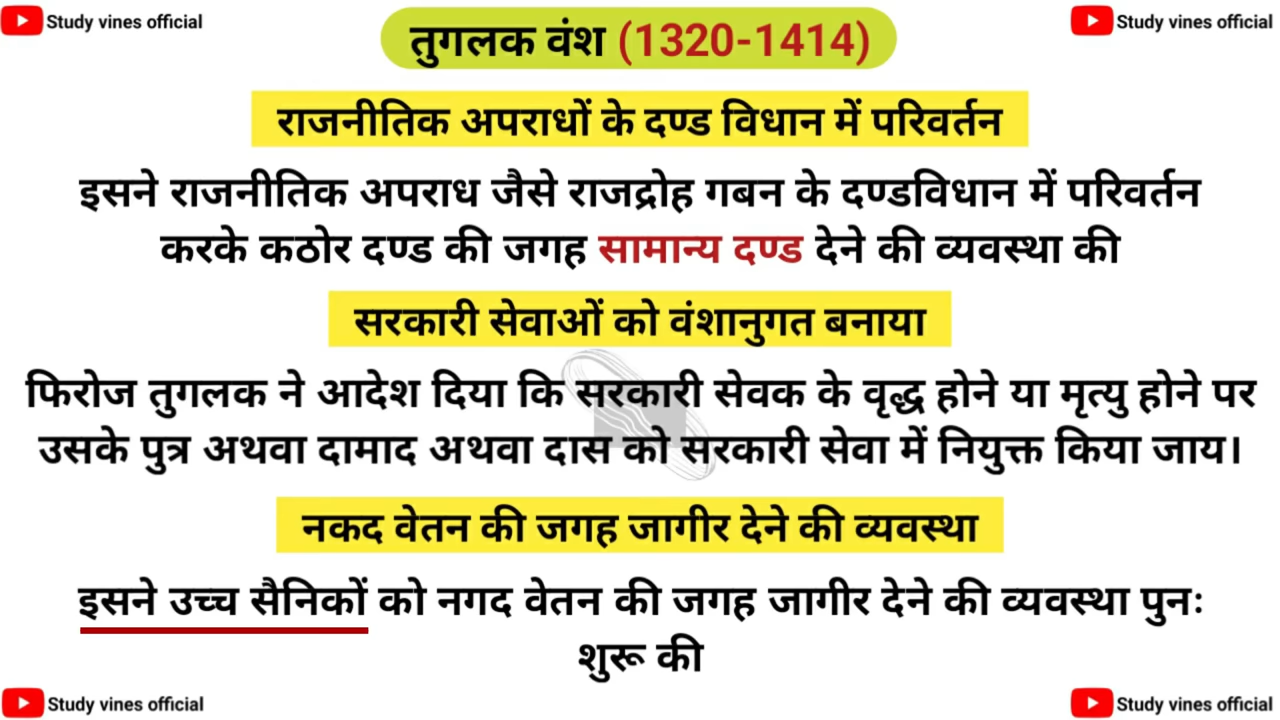 Study vines official
Study vines official
तुगलक वंश (1320-1414)
राजनीतिक अपराधों के दण्ड विधान में परिवर्तन
इसने राजनीतिक अपराध जैसे राजद्रोह गबन के दण्डविधान में परिवर्तन
करके कठोर दण्ड की जगह सामान्य दण्ड देने की व्यवस्था की
सरकारी सेवाओं को वंशानुगत बनाया
फिरोज तुगलक ने आदेश दिया कि सरकारी सेवक के वृद्ध होने या मृत्यु होने पर
उसके पुत्र अथवा दामाद अथवा दास को सरकारी सेवा में नियुक्त किया जाय।
नकद वेतन की जगह जागीर देने की व्यवस्था
इसने उच्च सैनिकों को नगद वेतन की जगह जागीर देने की व्यवस्था पुनः
शुरू की
Study vines official
Study vines official